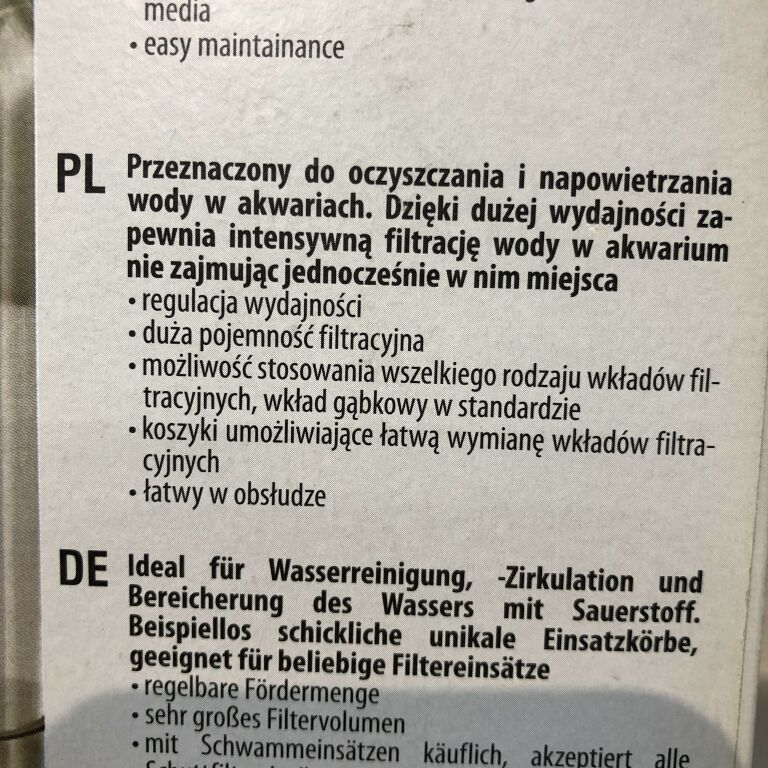 media
• easy maintainance
PL Przeznaczony do oczyszczania i napowietrzania
wody w akwariach. Dzięki dużej wydajności za-
pewnia intensywną filtrację wody w akwarium
nie zajmując jednocześnie w nim miejsca
• regulacja wydajności
• duża pojemność filtracyjna
• możliwość stosowania wszelkiego rodzaju wkładów fil-
tracyjnych, wkład gąbkowy w standardzie
• koszyki umożliwiające łatwą wymianę wkładów filtra-
cyjnych
• łatwy w obsłudze
DE Ideal für Wasserreinigung, -Zirkulation und
Bereicherung des Wassers mit Sauerstoff.
Beispiellos schickliche unikale Einsatzkörbe,
geeignet für beliebige Filtereinsätze
• regelbare Fördermenge
• sehr großes Filtervolumen
• mit Schwammeinsätzen käuflich, akzeptiert alle